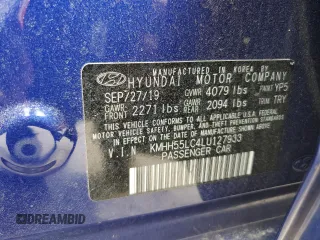 MANUFACTURED IN KOREA BY
HYUNDAI MOTOR COMPANY
SEP/27/19 GVWR 4079 lbs PAINT YP5
GAWR FRONT 2271 lbs GAWR REAR 2094 lbs TRIM TRY
THIS VEHICLE CONFORMS TO ALL APPLICABLE U.S.A. FEDERAL
MOTOR VEHICLE SAFETY, BUMPER, AND THEFT PREVENTION
STANDARDS IN EFFECT ON THE DATE OF MANUFACTURE SHOWN ABOVE.
V.I.N. KMHH55LC4LU127933
PASSENGER CAR
DREAMBID